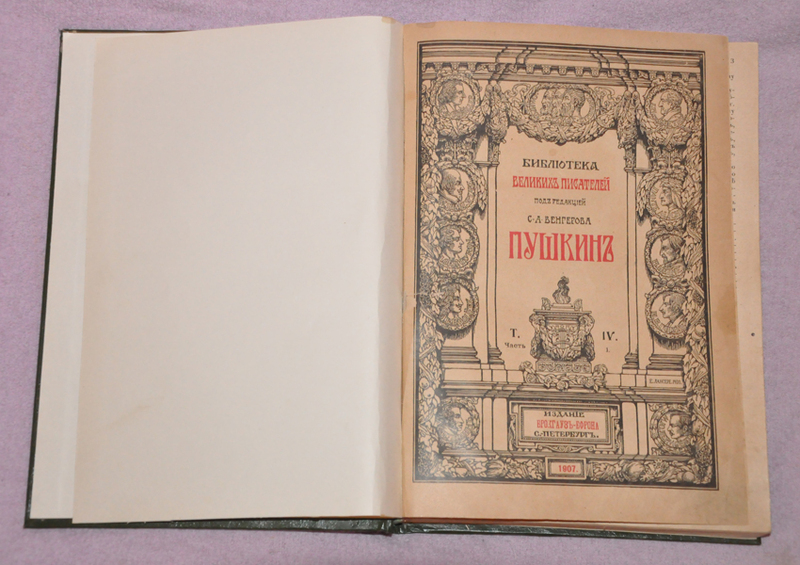 БИБЛІОТЕКА
ВЕЛИКИХЪ ПИСАТЕЛЕЙ
ПОДЪ РЕДАКЦІЕЙ
С·А·ВЕНГЕРОВА
ПУШКИНЪ
Т. IV.
Часть I.
ИЗДАНІЕ
БРОКГАУЗЪ-ЕФРОНА
С.-ПЕТЕРБУРГЪ.
1907.